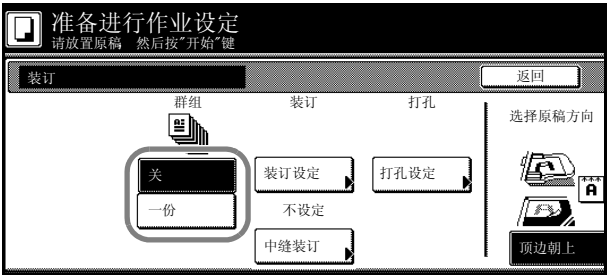 准备进行作业设定
请放置原稿 然后按"开始"键
装订
返回
群组 装订 打孔
选择原稿方向
关
装订设定
打孔设定
一份
不设定
中缝装订
顶边朝上